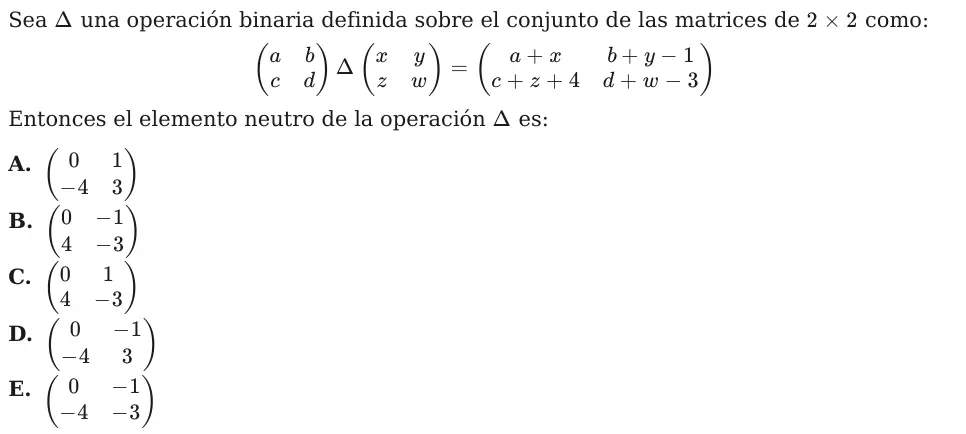 Sea Δ una operación binaria definida sobre el conjunto de las matrices de 2 × 2 como:
(a b; c d) Δ (x y; z w) = (a + x  b + y − 1; c + z + 4  d + w − 3)
Entonces el elemento neutro de la operación Δ es:
A. (0 1; −4 3)
B. (0 −1; 4 −3)
C. (0 1; 4 −3)
D. (0 −1; −4 3)
E. (0 −1; −4 −3)